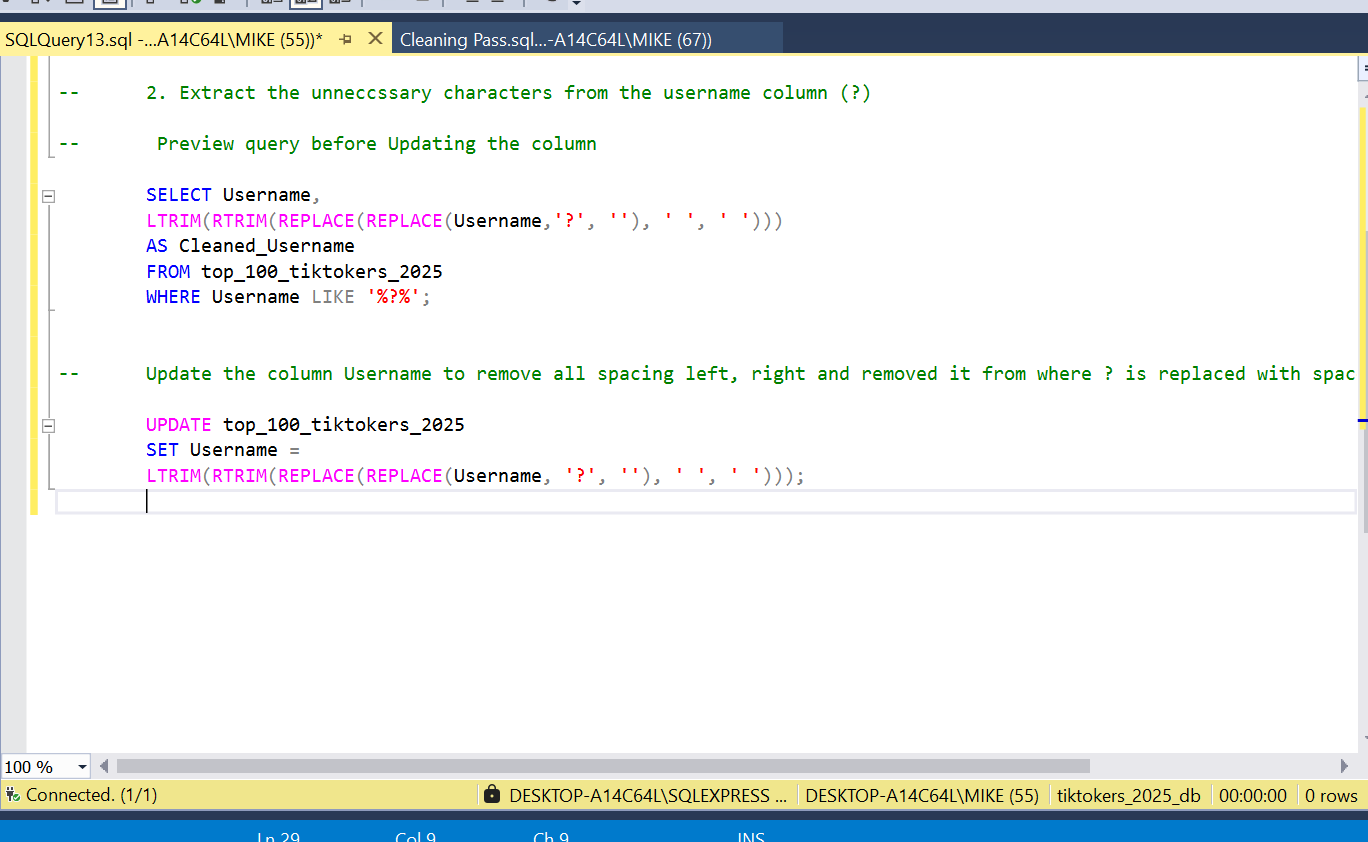 SQLQuery13.sql -...A14C64L\MIKE (55))*
Cleaning Pass.sql...-A14C64L\MIKE (67))
-- 2. Extract the unneccssary characters from the username column (?)
-- Preview query before Updating the column
SELECT Username,
LTRIM(RTRIM(REPLACE(REPLACE(Username,'?', ''), ' ', ' ')))
AS Cleaned_Username
FROM top_100_tiktokers_2025
WHERE Username LIKE '%?%';
-- Update the column Username to remove all spacing left, right and removed it from where ? is replaced with spac
UPDATE top_100_tiktokers_2025
SET Username =
LTRIM(RTRIM(REPLACE(REPLACE(Username, '?', ''), ' ', ' ')));
100 %
Connected. (1/1)
DESKTOP-A14C64L\SQLEXPRESS ...
DESKTOP-A14C64L\MIKE (55)
tiktokers_2025_db
00:00:00
0 rows
Ln 29
Col 9
Ch 9
INS